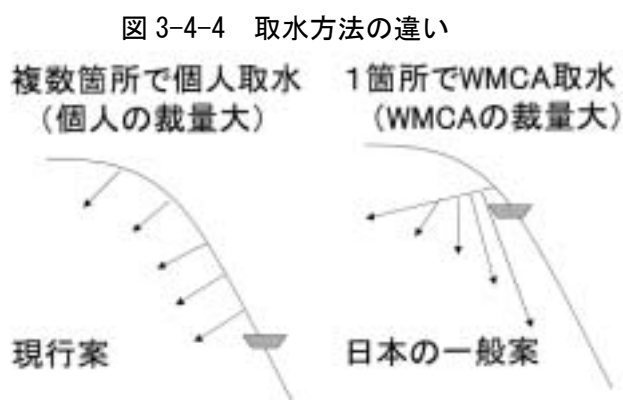 図 3-4-4　取水方法の違い
複数箇所で個人取水
（個人の裁量大）
1箇所でWMCA取水
（WMCAの裁量大）
現行案
日本の一般案